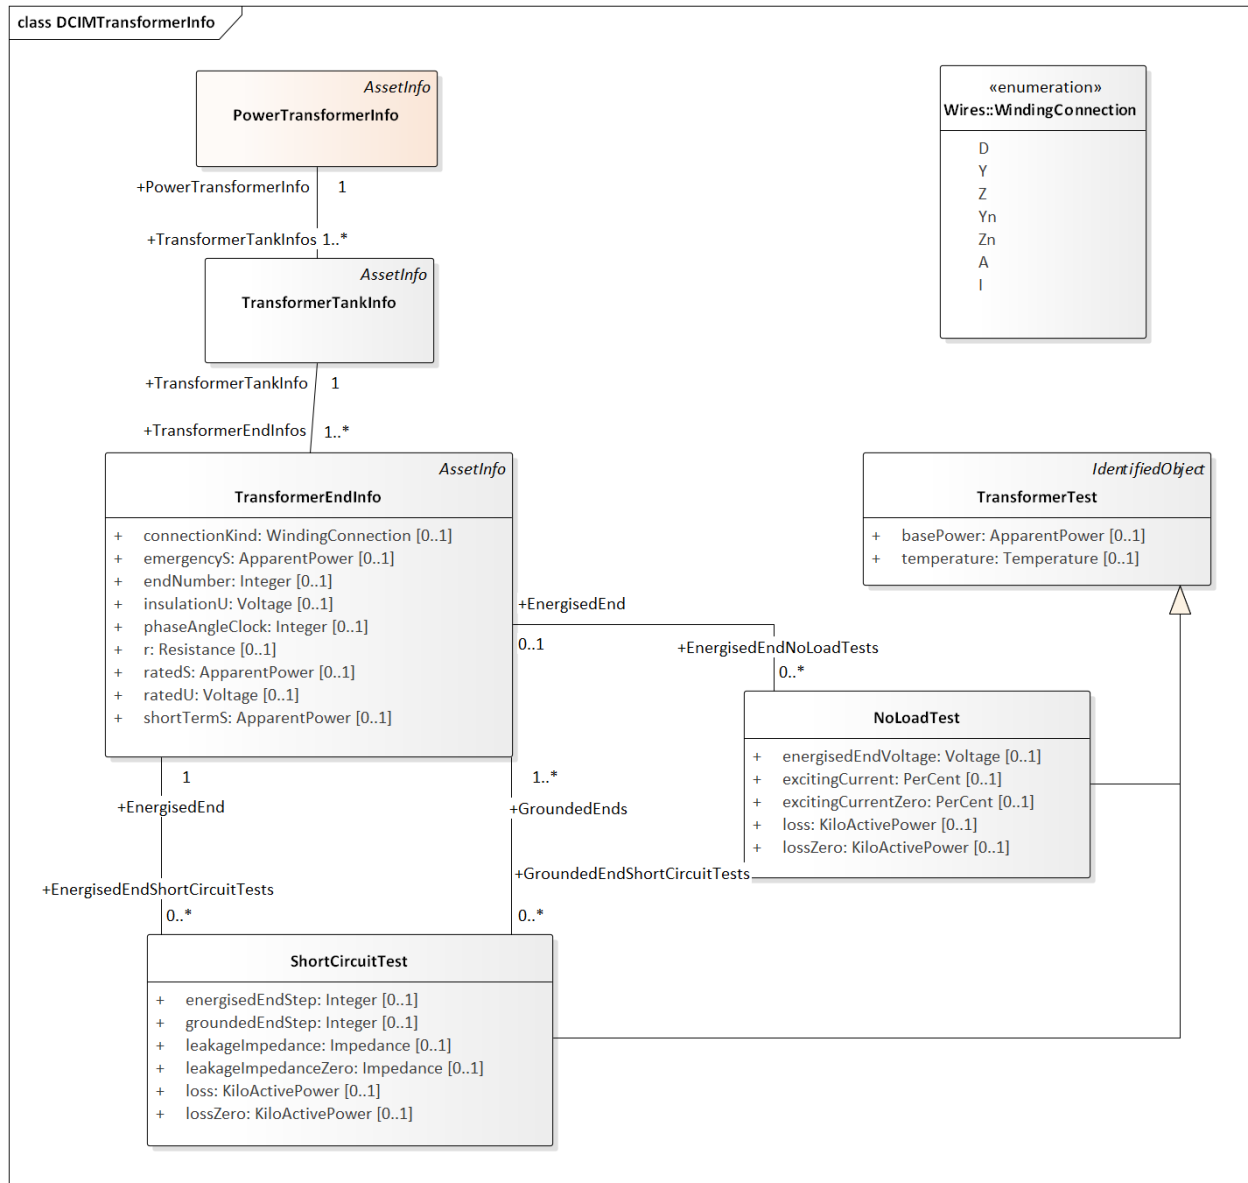 class DCIMTransformerInfo
AssetInfo
PowerTransformerInfo
«enumeration»
Wires::WindingConnection
D
Y
Z
Yn
Zn
A
I
+PowerTransformerInfo 1
+TransformerTankInfos 1..*
AssetInfo
TransformerTankInfo
+TransformerTankInfo 1
+TransformerEndInfos 1..*
AssetInfo
TransformerEndInfo
+ connectionKind: WindingConnection [0..1]
+ emergencyS: ApparentPower [0..1]
+ endNumber: Integer [0..1]
+ insulationU: Voltage [0..1]
+ phaseAngleClock: Integer [0..1]
+ r: Resistance [0..1]
+ ratedS: ApparentPower [0..1]
+ ratedU: Voltage [0..1]
+ shortTermS: ApparentPower [0..1]
IdentifiedObject
TransformerTest
+ basePower: ApparentPower [0..1]
+ temperature: Temperature [0..1]
+EnergisedEnd
0..1
+EnergisedEndNoLoadTests
0..*
NoLoadTest
+ energisedEndVoltage: Voltage [0..1]
+ excitingCurrent: PerCent [0..1]
+ excitingCurrentZero: PerCent [0..1]
+ loss: KiloActivePower [0..1]
+ lossZero: KiloActivePower [0..1]
1
+EnergisedEnd
1..*
+GroundedEnds
+EnergisedEndShortCircuitTests
0..*
+GroundedEndShortCircuitTests
0..*
ShortCircuitTest
+ energisedEndStep: Integer [0..1]
+ groundedEndStep: Integer [0..1]
+ leakageImpedance: Impedance [0..1]
+ leakageImpedanceZero: Impedance [0..1]
+ loss: KiloActivePower [0..1]
+ lossZero: KiloActivePower [0..1]